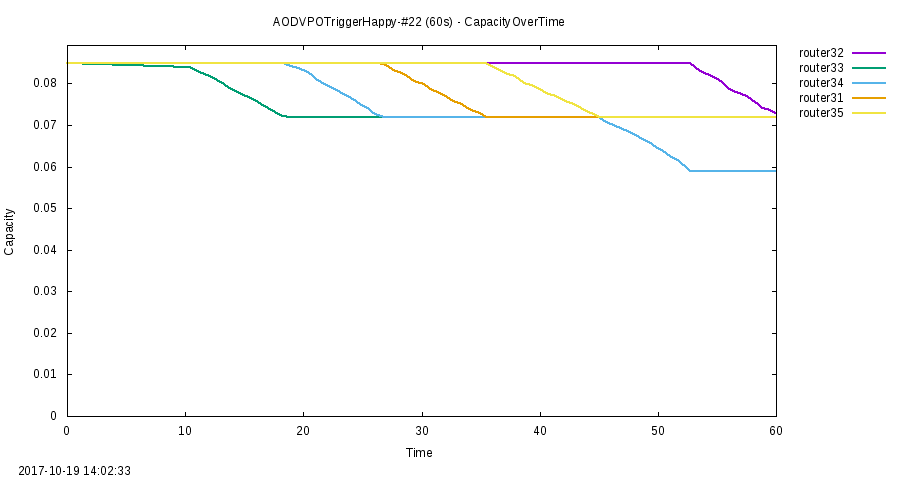 AODVPOTriggerHappy-#22 (60s) - CapacityOverTime
router32
router33
router34
router31
router35
0.08
0.07
0.06
0.05
0.04
0.03
0.02
0.01
0
Capacity
0 10 20 30 40 50 60
Time
2017-10-19 14:02:33